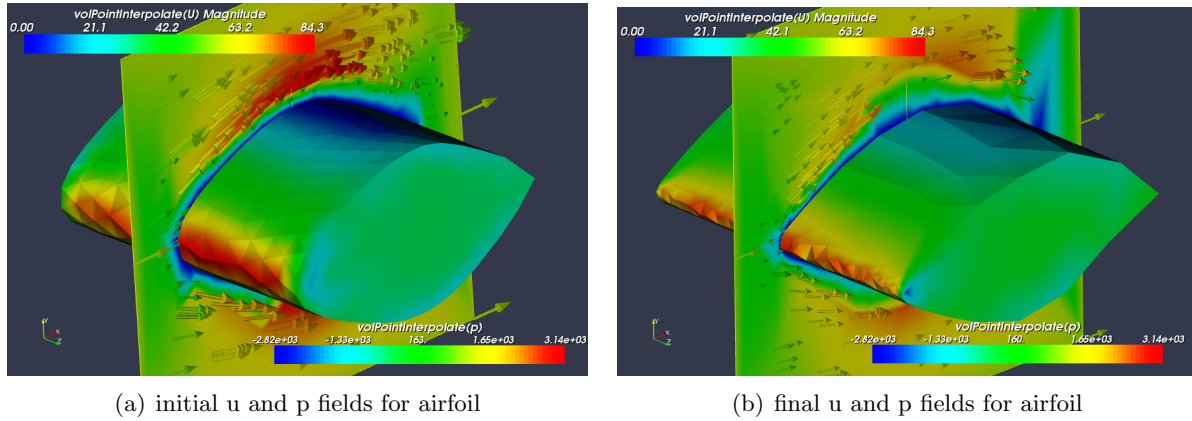 volPointInterpolate(U) Magnitude
0.00 21.1 42.2 63.2 84.3
volPointInterpolate(p)
-2.82e+03 -1.33e+03 163. 1.65e+03 3.14e+03
Y
X
Z
(a) initial u and p fields for airfoil
volPointInterpolate(U) Magnitude
0.00 21.1 42.1 63.2 84.3
volPointInterpolate(p)
-2.82e+03 -1.33e+03 160. 1.65e+03 3.14e+03
Y
X
Z
(b) final u and p fields for airfoil